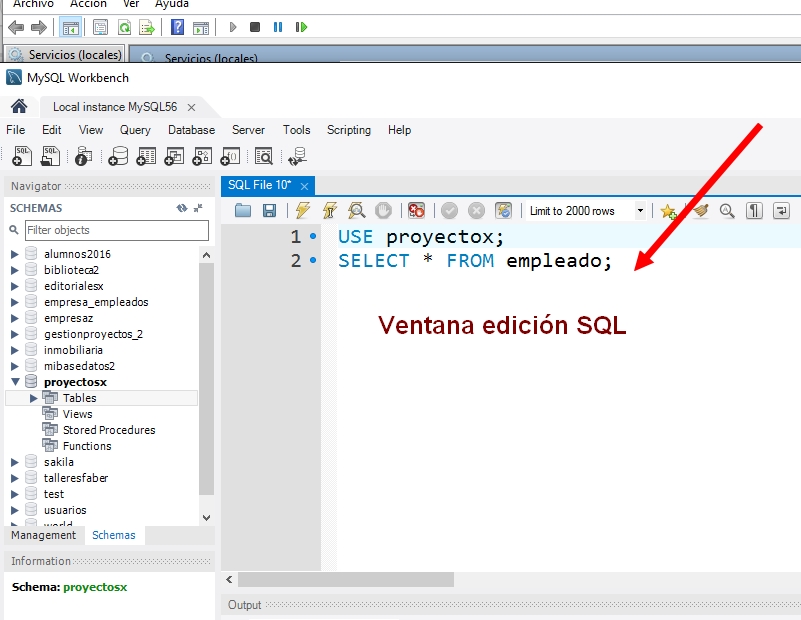 Archivo Acción Ver Ayuda
Servicios (locales) Servicios (locales)
MySQL Workbench
Local instance MySQL56
File Edit View Query Database Server Tools Scripting Help
Navigator
SQL File 10*
SCHEMAS
Limit to 2000 rows
Filter objects
1 USE proyectox;
2 SELECT * FROM empleado;
Ventana edición SQL
alumnos2016
biblioteca2
editorialesx
empresa_empleados
empresaz
gestionproyectos_2
inmobiliaria
mibasedatos2
proyectosx
Tables
Views
Stored Procedures
Functions
sakila
talleresfaber
test
usuarios
world
Management Schemas
Information
Schema: proyectosx
Output